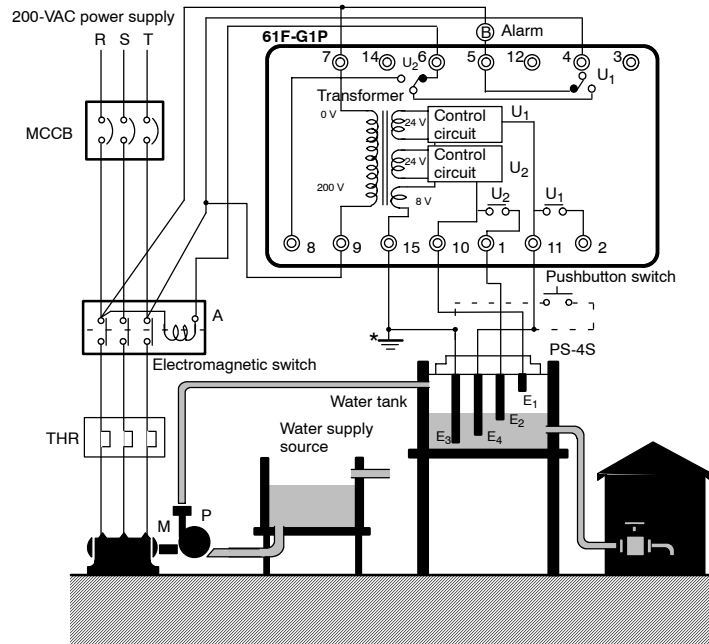 200-VAC power supply
R S T
MCCB
61F-G1P
B Alarm
7 14 6 5 12 4 3
U2
U1
Transformer
0 V
24 V
Control circuit
U1
24 V
Control circuit
U2
200 V
8 V
U2
U1
8 9 15 10 1 11 2
Pushbutton switch
A
*
PS-4S
Electromagnetic switch
Water tank
E1
E2
E3
E4
THR
Water supply
source
M
P